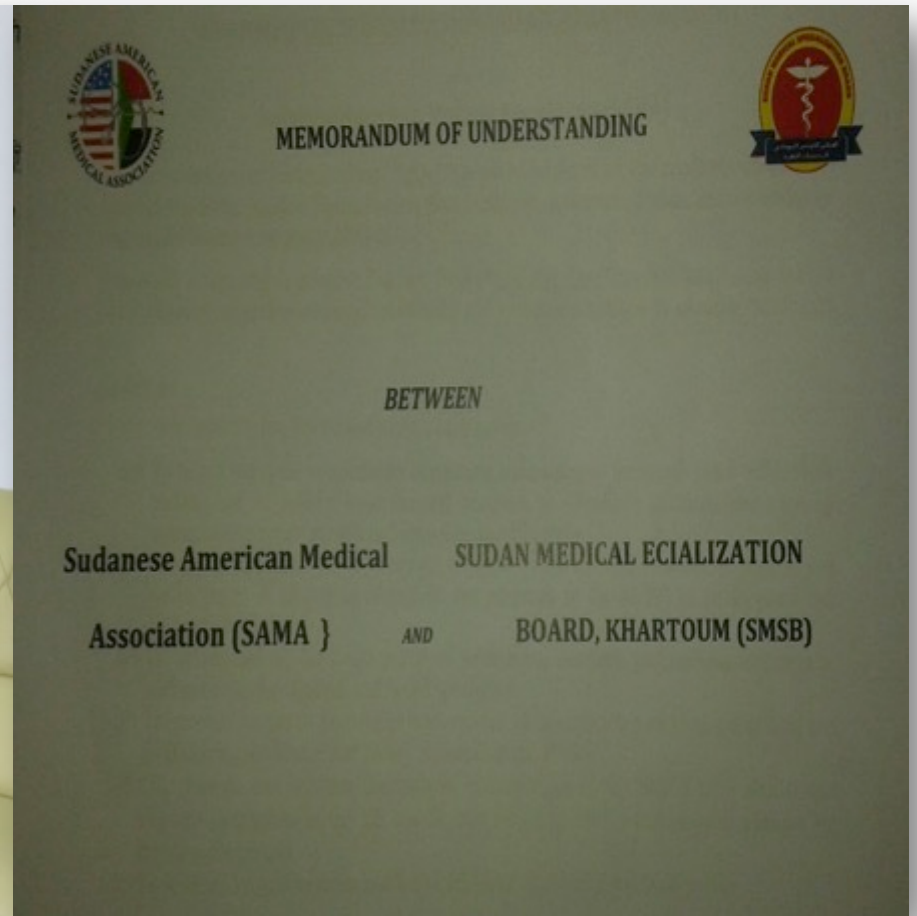 SUDANESE AMERICAN
MEDICAL ASSOCIATION
MEMORANDUM OF UNDERSTANDING
BETWEEN
Sudanese American Medical SUDAN MEDICAL ECIALIZATION
Association (SAMA } AND BOARD, KHARTOUM (SMSB)